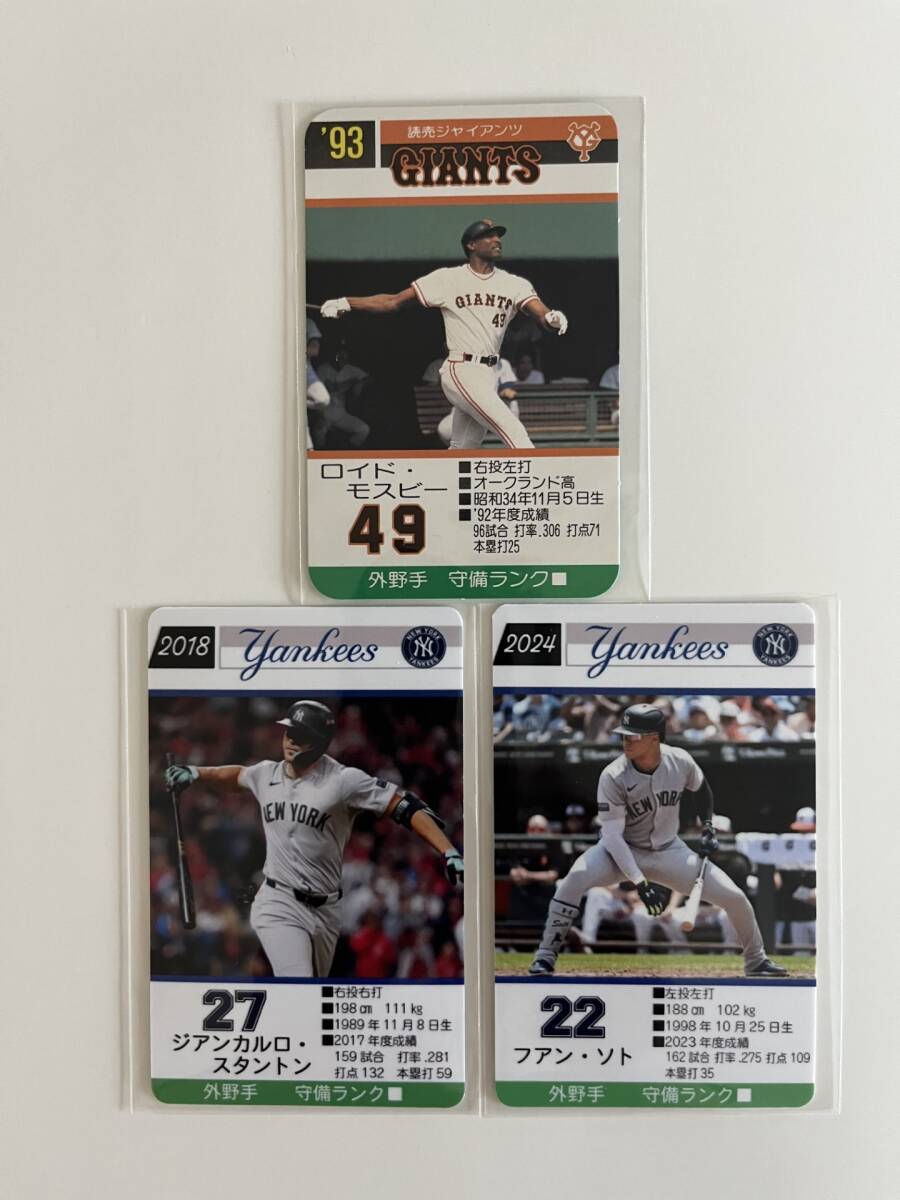 '93
読売ジャイアンツ
GIANTS
GIANTS
49
ロイド・
モスビー
49
■右投左打
■オークランド高
■昭和34年11月5日生
■'92年度成績
96試合 打率.306 打点71
本塁打25
外野手 守備ランク■
2018
Yankees
NEW YORK
NY
YANKEES
NEW YORK
27
ジアンカルロ・
スタントン
■右投右打
■198㎝ 111㎏
■1989年11月8日生
■2017年度成績
159試合 打率.281
打点132 本塁打59
外野手 守備ランク■
2024
Yankees
NEW YORK
NY
YANKEES
NEW YORK
22
フアン・ソト
■左投左打
■188㎝ 102㎏
■1998年10月25日生
■2023年度成績
162試合 打率.275 打点109
本塁打35
外野手 守備ランク■